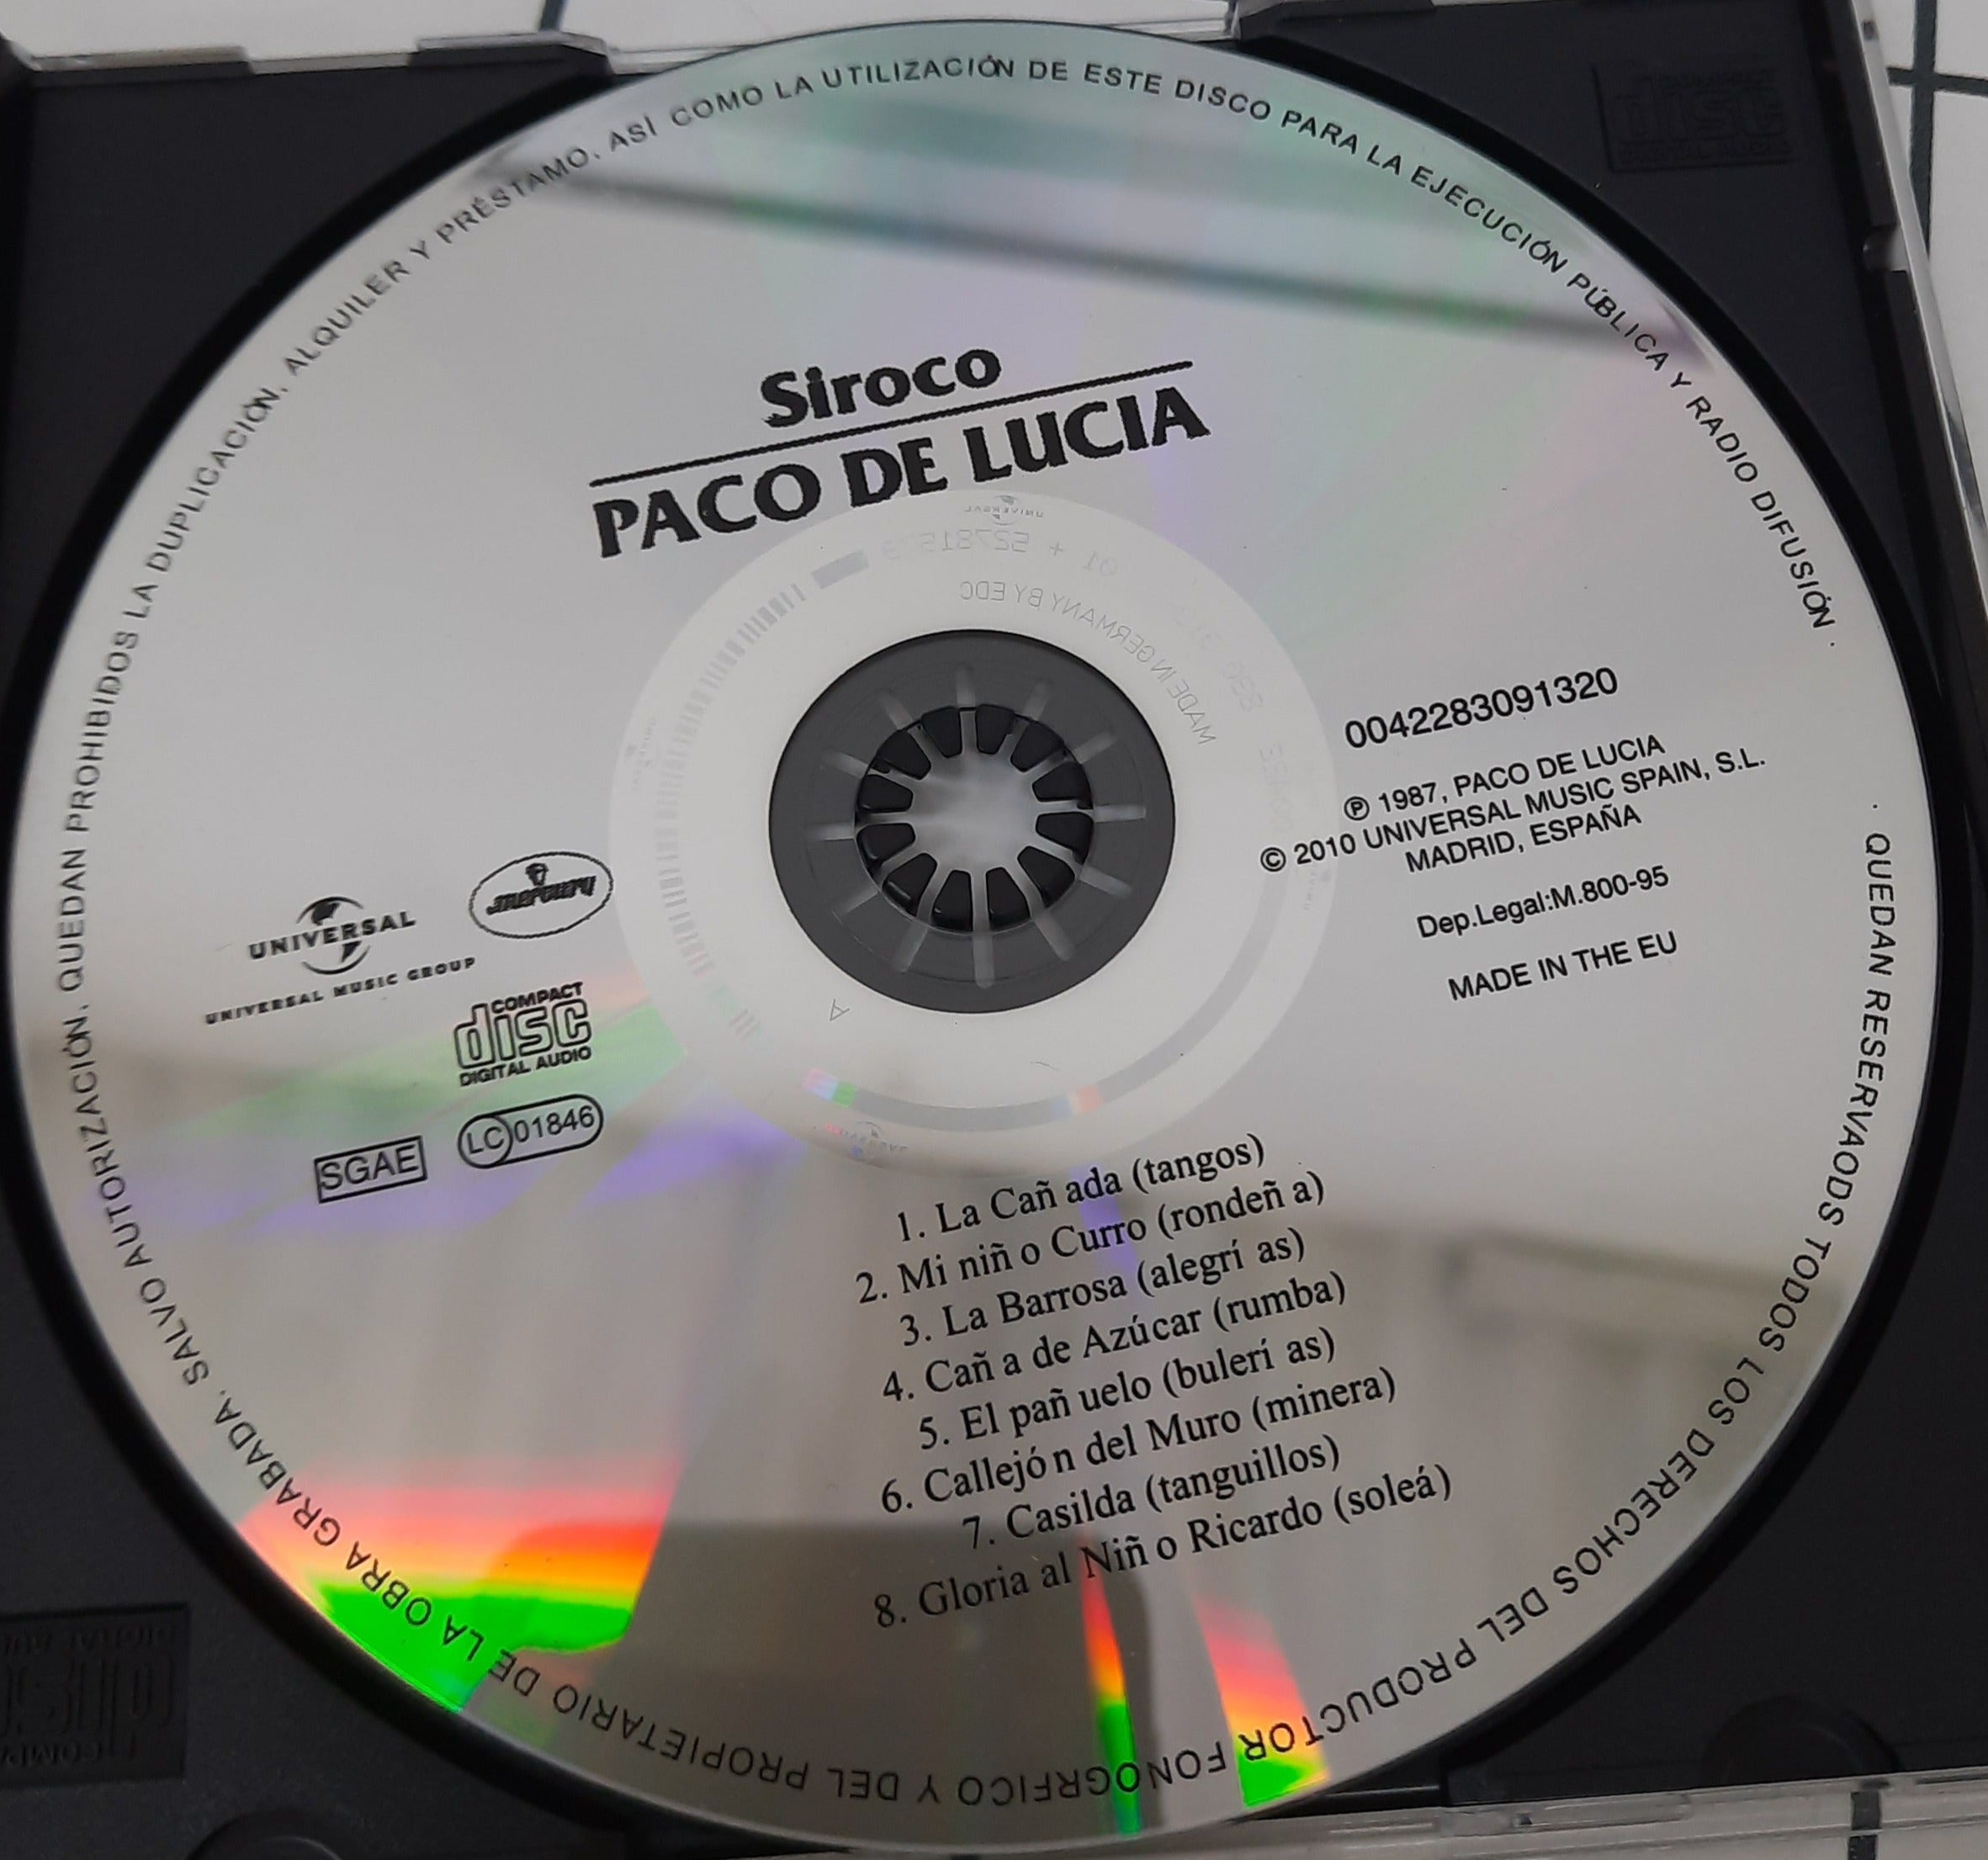 Siroco
PACO DE LUCIA
0042283091320
℗ 1987, PACO DE LUCIA
© 2010 UNIVERSAL MUSIC SPAIN, S.L.
MADRID, ESPAÑA
Dep.Legal:M.800-95
MADE IN THE EU
UNIVERSAL
UNIVERSAL MUSIC GROUP
mercury
COMPACT
disc
DIGITAL AUDIO
SGAE
LC 01846
1. La Cañ ada (tangos)
2. Mi niñ o Curro (rondeñ a)
3. La Barrosa (alegrí as)
4. Cañ a de Azúcar (rumba)
5. El pañ uelo (bulerí as)
6. Callejón del Muro (minera)
7. Casilda (tanguillos)
8. Gloria al Niñ o Ricardo (soleá)
· QUEDAN RESERVAODS TODOS LOS DERECHOS DEL PRODUCTOR FONOGRFICO Y DEL PROPIETARIO DE LA OBRA GRABADA. SALVO AUTORIZACIÓN, QUEDAN PROHIBIDOS LA DUPLICACIÓN, ALQUILER Y PRÉSTAMO, ASÍ COMO LA UTILIZACIÓN DE ESTE DISCO PARA LA EJECUCIÓN PÚBLICA Y RADIO DIFUSIÓN ·
MADE IN GERMANY BY EDC